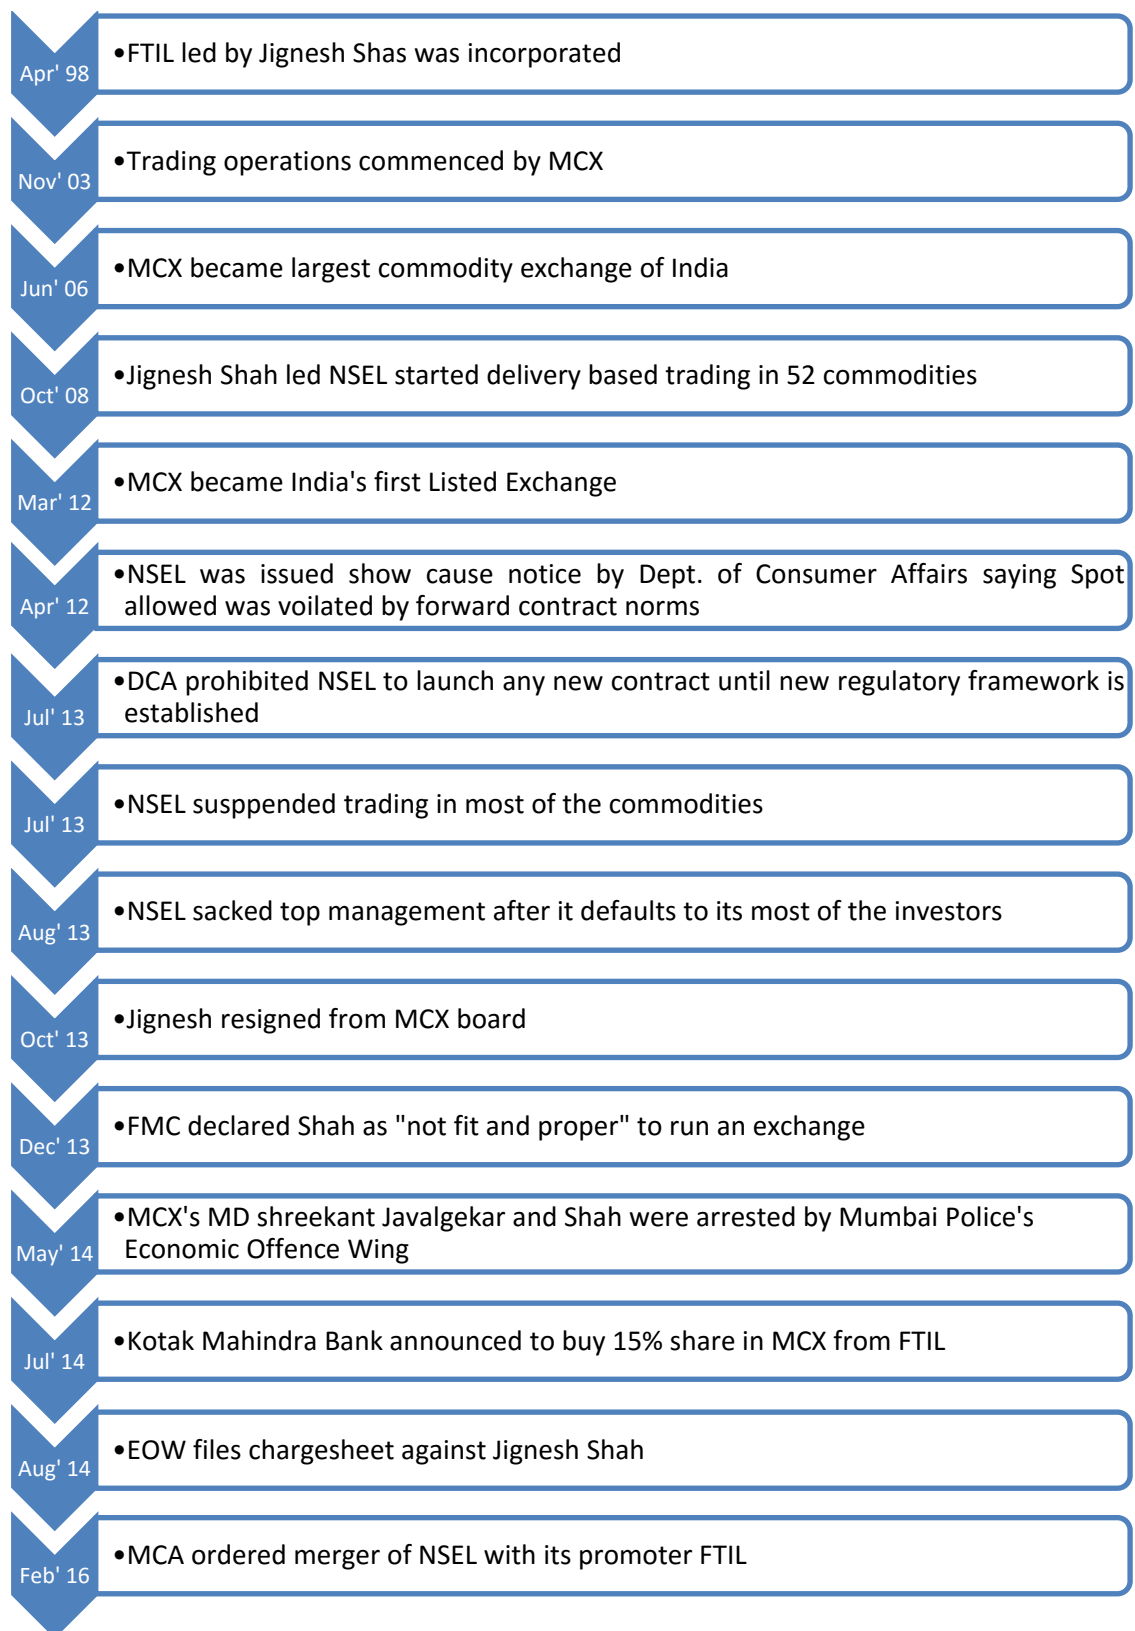 Apr' 98
•FTIL led by Jignesh Shas was incorporated
Nov' 03
•Trading operations commenced by MCX
Jun' 06
•MCX became largest commodity exchange of India
Oct' 08
•Jignesh Shah led NSEL started delivery based trading in 52 commodities
Mar' 12
•MCX became India's first Listed Exchange
Apr' 12
•NSEL was issued show cause notice by Dept. of Consumer Affairs saying Spot
allowed was voilated by forward contract norms
Jul' 13
•DCA prohibited NSEL to launch any new contract until new regulatory framework is
established
Jul' 13
•NSEL susppended trading in most of the commodities
Aug' 13
•NSEL sacked top management after it defaults to its most of the investors
Oct' 13
•Jignesh resigned from MCX board
Dec' 13
•FMC declared Shah as "not fit and proper" to run an exchange
May' 14
•MCX's MD shreekant Javalgekar and Shah were arrested by Mumbai Police's
Economic Offence Wing
Jul' 14
•Kotak Mahindra Bank announced to buy 15% share in MCX from FTIL
Aug' 14
•EOW files chargesheet against Jignesh Shah
Feb' 16
•MCA ordered merger of NSEL with its promoter FTIL